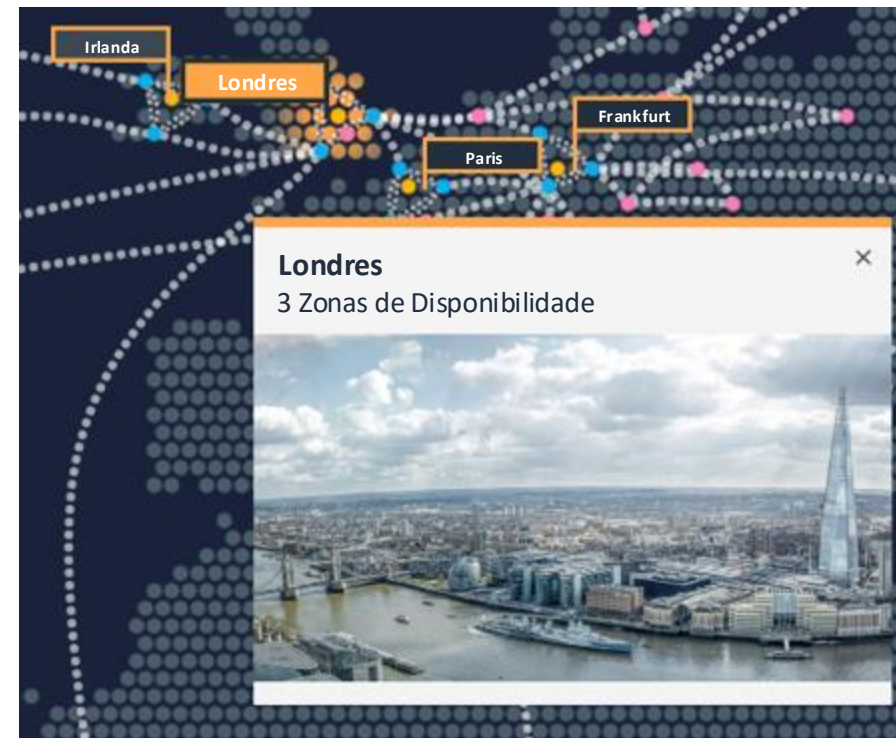 Irlanda
Londres
Frankfurt
Paris
Londres
3 Zonas de Disponibilidade